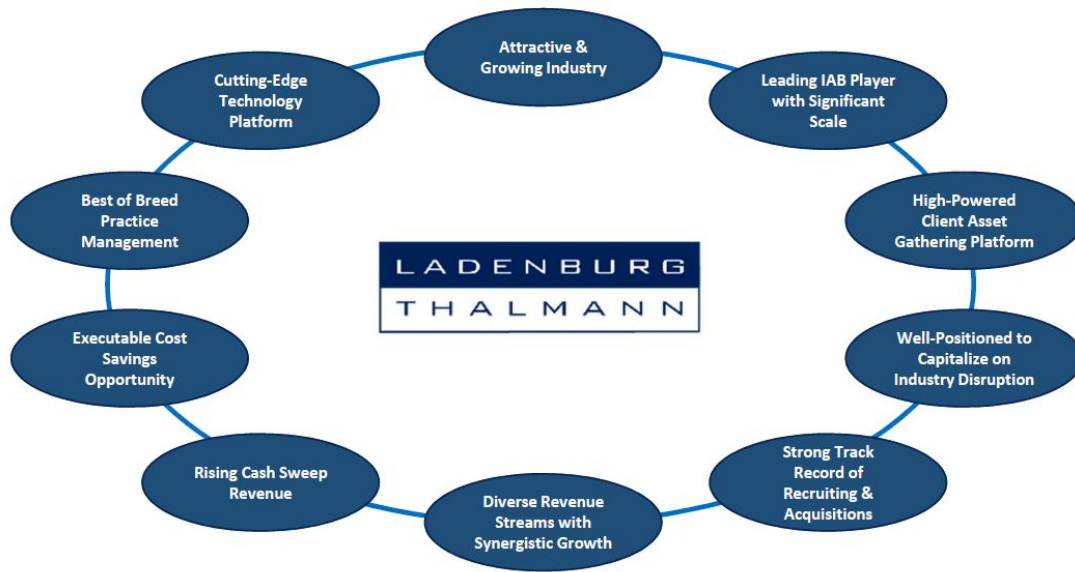 Attractive &
Growing Industry
Leading IAB Player
with Significant
Scale
High-Powered
Client Asset
Gathering Platform
Well-Positioned to
Capitalize on
Industry Disruption
Strong Track
Record of
Recruiting &
Acquisitions
Diverse Revenue
Streams with
Synergistic Growth
Rising Cash Sweep
Revenue
Executable Cost
Savings
Opportunity
Best of Breed
Practice
Management
Cutting-Edge
Technology
Platform
LADENBURG
THALMANN